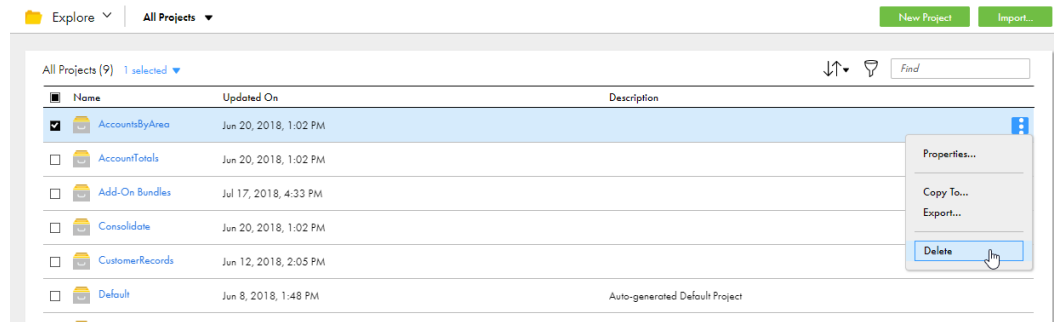 Explore All Projects New Project Import...
All Projects (9) 1 selected Find
Name Updated On Description
AccountsByArea Jun 20, 2018, 1:02 PM
Properties...
AccountTotals Jun 20, 2018, 1:02 PM
Add-On Bundles Jul 17, 2018, 4:33 PM Copy To...
Export...
Consolidate Jun 20, 2018, 1:02 PM
Delete
CustomerRecords Jun 12, 2018, 2:05 PM
Default Jun 8, 2018, 1:48 PM Auto-generated Default Project